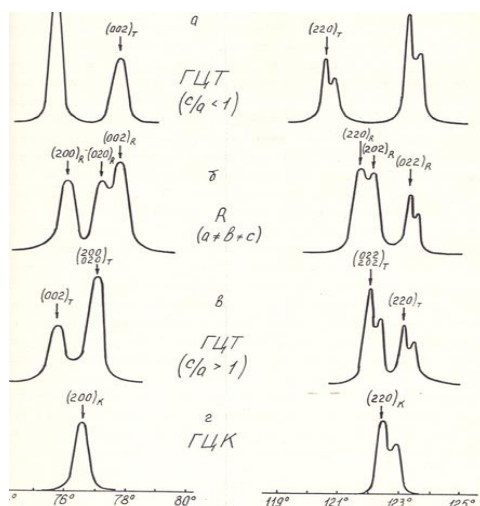 а
(002)т
(220)т
ГЦТ
(c/a < 1)
(002)R
(200)R (020)R
(220)R
(202)R
(022)R
б
R
(a ≠ в ≠ c)
(200
020)т
(002)т
(022
202)т
(220)т
в
ГЦТ
(c/a > 1)
(200)к
(220)к
г
ГЦК
76° 78° 80° 119° 121° 123° 125°